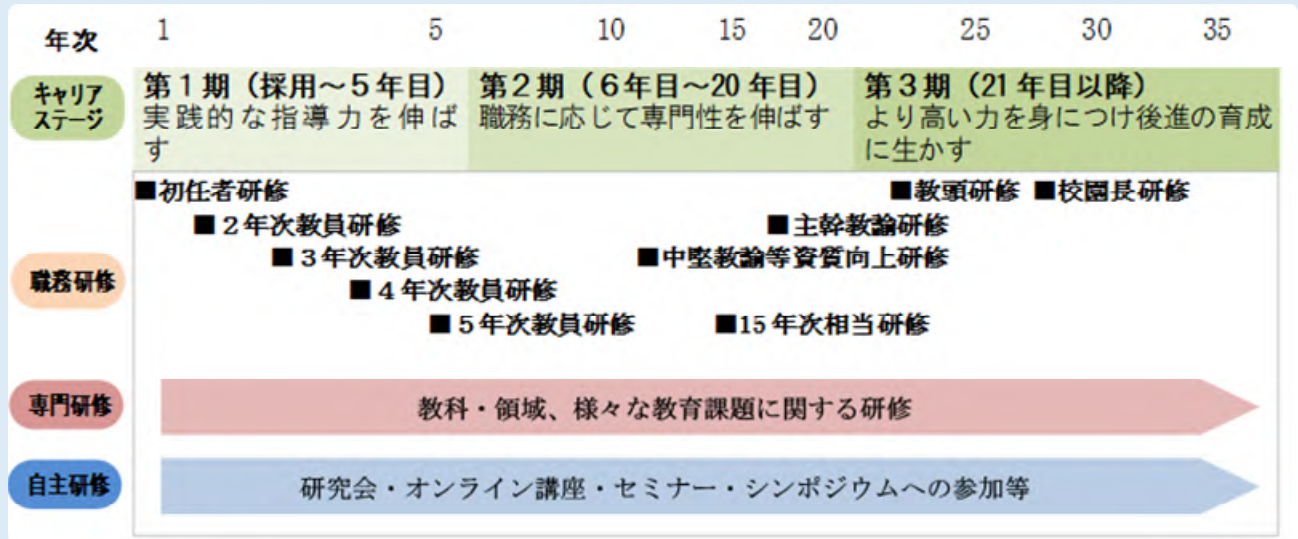 年次 1 5 10 15 20 25 30 35
キャリア
ステージ
第1期（採用～5年目）
実践的な指導力を伸ば
す
第2期（6年目～20年目）
職務に応じて専門性を伸ばす
第3期（21年目以降）
より高い力を身につけ後進の育成
に生かす
職務研修
■初任者研修
■教頭研修 ■校園長研修
■2年次教員研修
■主幹教諭研修
■3年次教員研修
■中堅教諭等資質向上研修
■4年次教員研修
■5年次教員研修
■15年次相当研修
専門研修
教科・領域、様々な教育課題に関する研修
自主研修
研究会・オンライン講座・セミナー・シンポジウムへの参加等